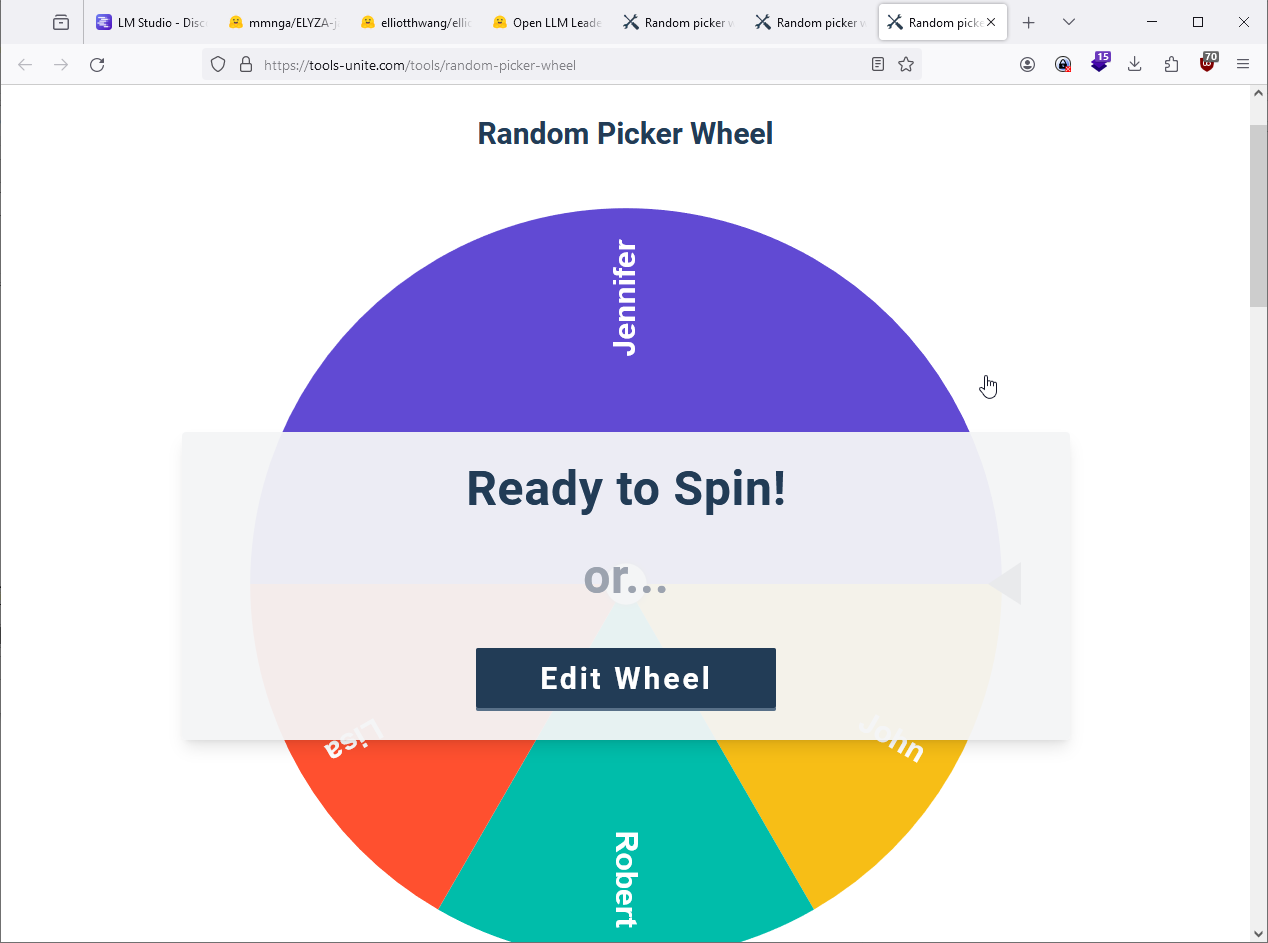 LM Studio - Disc
mmnga/ELYZA-j
elliotthwang/ellic
Open LLM Leade
Random picker w
Random picker w
Random picke
https://tools-unite.com/tools/random-picker-wheel
15
70
Random Picker Wheel
Jennifer
Ready to Spin!
or...
Edit Wheel
Lisa
John
Robert